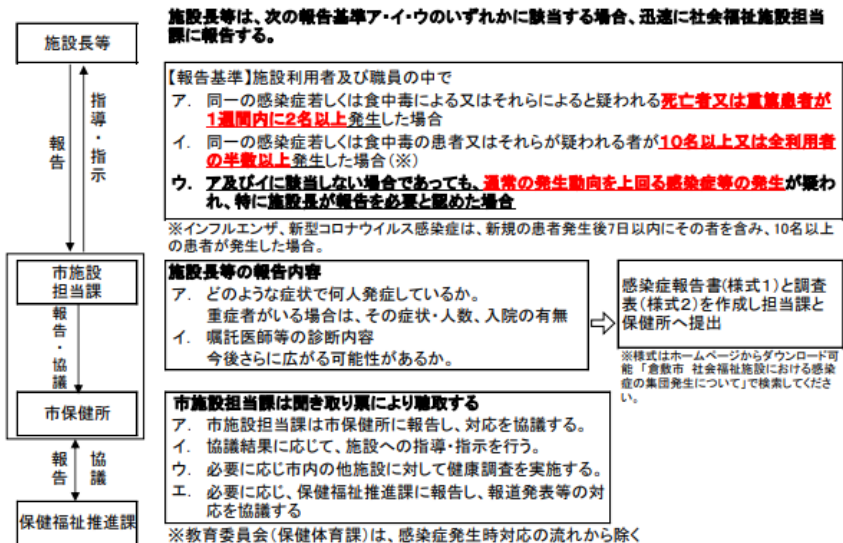 施設長等は、次の報告基準ア・イ・ウのいずれかに該当する場合、迅速に社会福祉施設担当
課に報告する。
施設長等
報告
指導・指示
【報告基準】施設利用者及び職員の中で
ア. 同一の感染症若しくは食中毒による又はそれらによると疑われる死亡者又は重篤患者が
1週間内に2名以上発生した場合
イ. 同一の感染症若しくは食中毒の患者又はそれらが疑われる者が10名以上又は全利用者
の半数以上発生した場合(※)
ウ. ア及びイに該当しない場合であっても、通常の発生動向を上回る感染症等の発生が疑わ
れ、特に施設長が報告を必要と認めた場合
※インフルエンザ、新型コロナウイルス感染症は、新規の患者発生後7日以内にその者を含み、10名以上
の患者が発生した場合。
市施設
担当課
報告・協議
市保健所
施設長等の報告内容
ア. どのような症状で何人発症しているか。
重症者がいる場合は、その症状・人数、入院の有無
イ. 嘱託医師等の診断内容
今後さらに広がる可能性があるか。
感染症報告書(様式1)と調査
表(様式2)を作成し担当課と
保健所へ提出
※様式はホームページからダウンロード可
能 「倉敷市 社会福祉施設における感染
症の集団発生について」で検索してくださ
い。
市施設担当課は聞き取り票により聴取する
ア. 市施設担当課は市保健所に報告し、対応を協議する。
イ. 協議結果に応じて、施設への指導・指示を行う。
ウ. 必要に応じ市内の他施設に対して健康調査を実施する。
エ. 必要に応じ、保健福祉推進課に報告し、報道発表等の対
応を協議する
報告
協議
保健福祉推進課
※教育委員会(保健体育課)は、感染症発生時対応の流れから除く